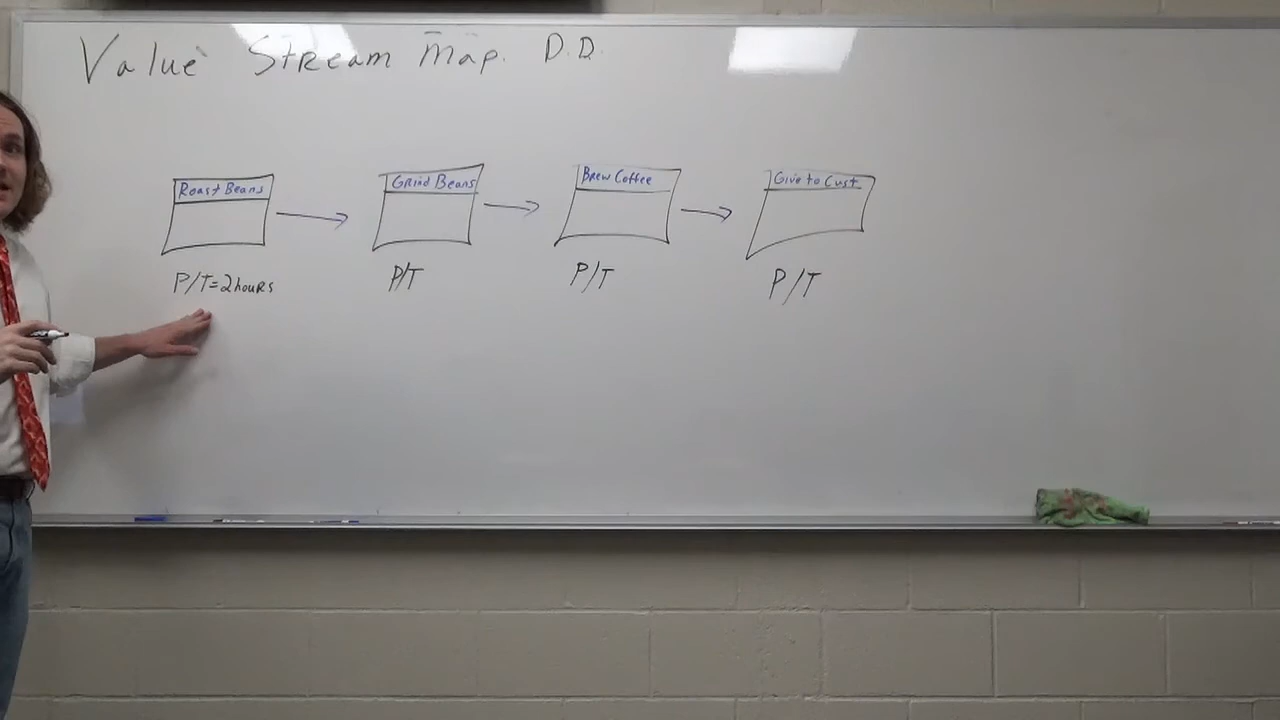 Value Stream Map. D.D.
Roast Beans
Grind Beans
Brew Coffee
Give to Cust.
P/T=2hours
P/T
P/T
P/T